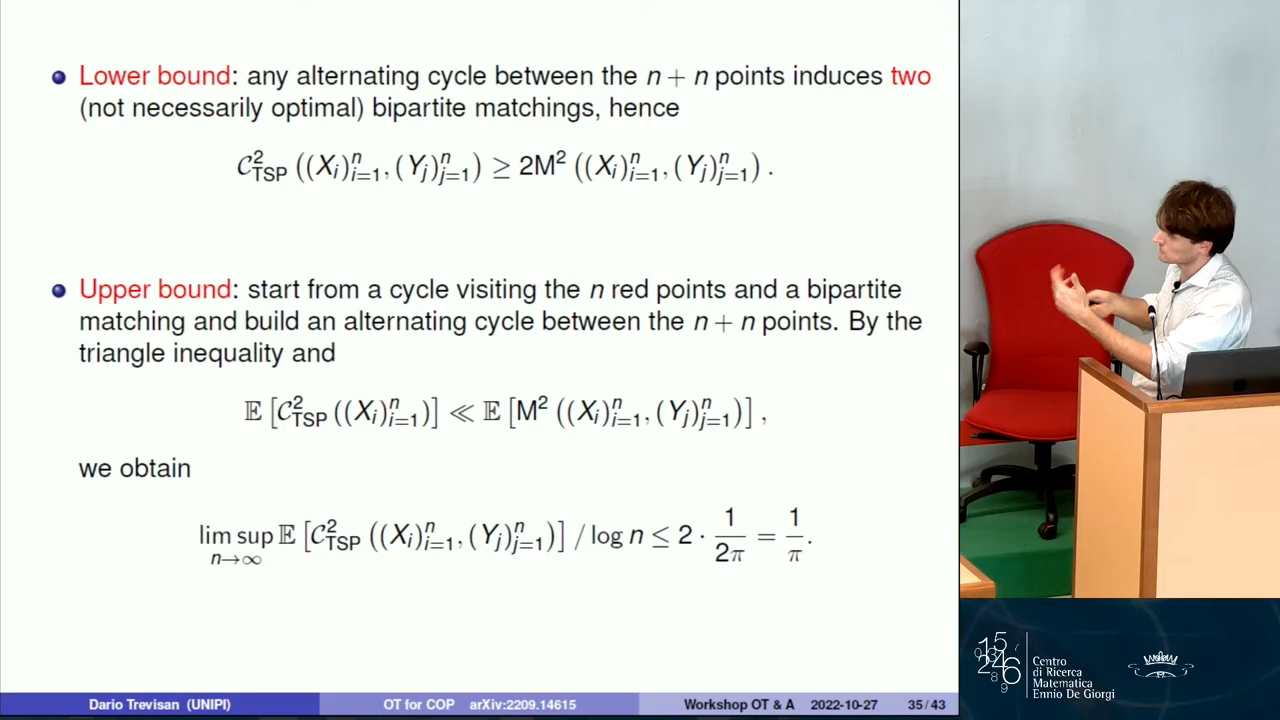 Lower bound: any alternating cycle between the n + n points induces two
(not necessarily optimal) bipartite matchings, hence
C²_TSP ((X_i)^n_{i=1}, (Y_j)^n_{j=1}) ≥ 2M² ((X_i)^n_{i=1}, (Y_j)^n_{j=1}) .
Upper bound: start from a cycle visiting the n red points and a bipartite
matching and build an alternating cycle between the n + n points. By the
triangle inequality and
𝔼 [C²_TSP ((X_i)^n_{i=1})] ≪ 𝔼 [M² ((X_i)^n_{i=1}, (Y_j)^n_{j=1})] ,
we obtain
lim sup_{n→∞} 𝔼 [C²_TSP ((X_i)^n_{i=1}, (Y_j)^n_{j=1})] / log n ≤ 2 · 1/2π = 1/π .
Dario Trevisan (UNIPI) OT for COP arXiv:2209.14615 Workshop OT & A 2022-10-27 35 / 43
Centro
di Ricerca
Matematica
Ennio De Giorgi